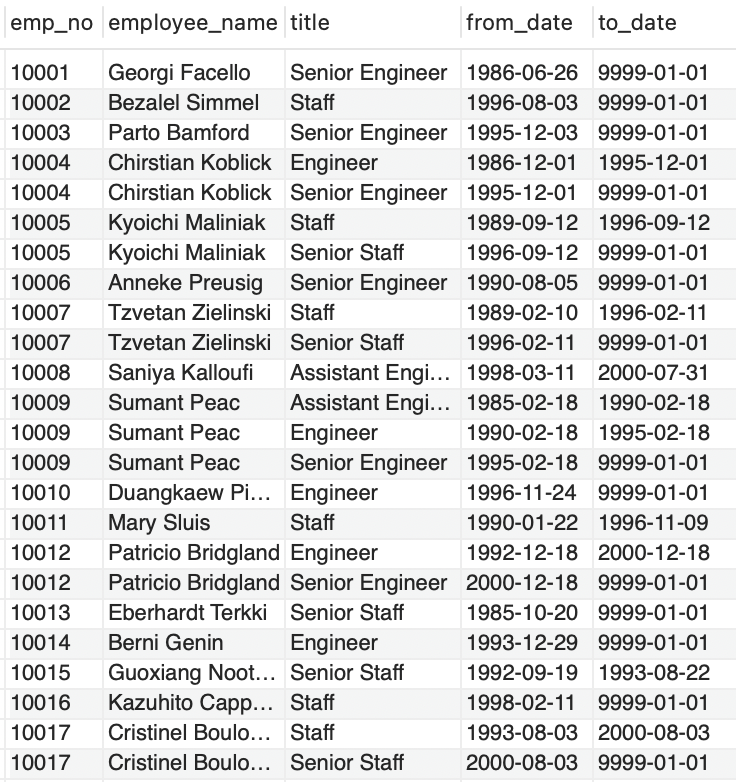 emp_no employee_name title from_date to_date
10001 Georgi Facello Senior Engineer 1986-06-26 9999-01-01
10002 Bezalel Simmel Staff 1996-08-03 9999-01-01
10003 Parto Bamford Senior Engineer 1995-12-03 9999-01-01
10004 Chirstian Koblick Engineer 1986-12-01 1995-12-01
10004 Chirstian Koblick Senior Engineer 1995-12-01 9999-01-01
10005 Kyoichi Maliniak Staff 1989-09-12 1996-09-12
10005 Kyoichi Maliniak Senior Staff 1996-09-12 9999-01-01
10006 Anneke Preusig Senior Engineer 1990-08-05 9999-01-01
10007 Tzvetan Zielinski Staff 1989-02-10 1996-02-11
10007 Tzvetan Zielinski Senior Staff 1996-02-11 9999-01-01
10008 Saniya Kalloufi Assistant Engi... 1998-03-11 2000-07-31
10009 Sumant Peac Assistant Engi... 1985-02-18 1990-02-18
10009 Sumant Peac Engineer 1990-02-18 1995-02-18
10009 Sumant Peac Senior Engineer 1995-02-18 9999-01-01
10010 Duangkaew Pi... Engineer 1996-11-24 9999-01-01
10011 Mary Sluis Staff 1990-01-22 1996-11-09
10012 Patricio Bridgland Engineer 1992-12-18 2000-12-18
10012 Patricio Bridgland Senior Engineer 2000-12-18 9999-01-01
10013 Eberhardt Terkki Senior Staff 1985-10-20 9999-01-01
10014 Berni Genin Engineer 1993-12-29 9999-01-01
10015 Guoxiang Noot... Senior Staff 1992-09-19 1993-08-22
10016 Kazuhito Capp... Staff 1998-02-11 9999-01-01
10017 Cristinel Boulo... Staff 1993-08-03 2000-08-03
10017 Cristinel Boulo... Senior Staff 2000-08-03 9999-01-01